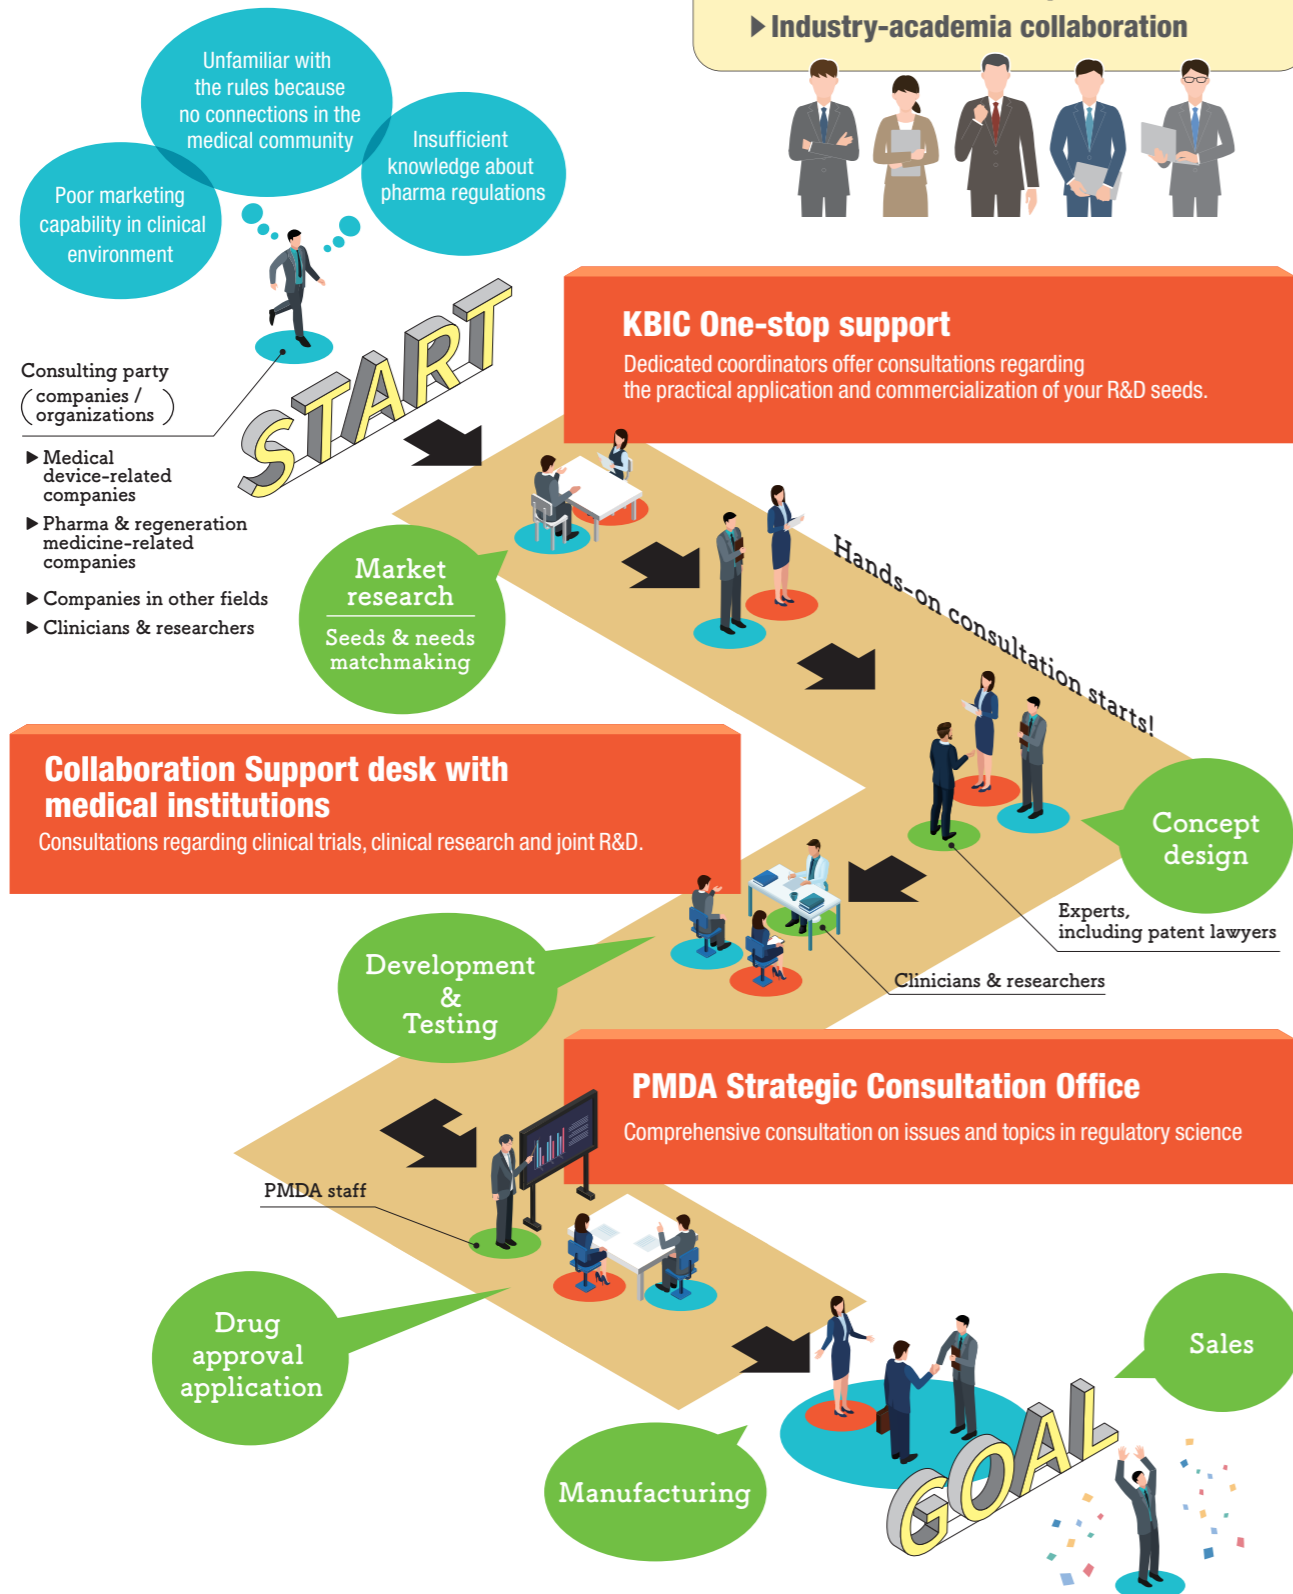 ▶ Industry-academia collaboration
Unfamiliar with
the rules because
no connections in the
medical community
Insufficient
knowledge about
pharma regulations
Poor marketing
capability in clinical
environment
START
KBIC One-stop support
Dedicated coordinators offer consultations regarding
the practical application and commercialization of your R&D seeds.
Consulting party
(companies /
organizations)
▶ Medical
device-related
companies
▶ Pharma & regeneration
medicine-related
companies
▶ Companies in other fields
▶ Clinicians & researchers
Market
research
Seeds & needs
matchmaking
Hands-on consultation starts!
Collaboration Support desk with
medical institutions
Consultations regarding clinical trials, clinical research and joint R&D.
Concept
design
Experts,
including patent lawyers
Clinicians & researchers
Development
&
Testing
PMDA Strategic Consultation Office
Comprehensive consultation on issues and topics in regulatory science
PMDA staff
Drug
approval
application
Sales
Manufacturing
GOAL